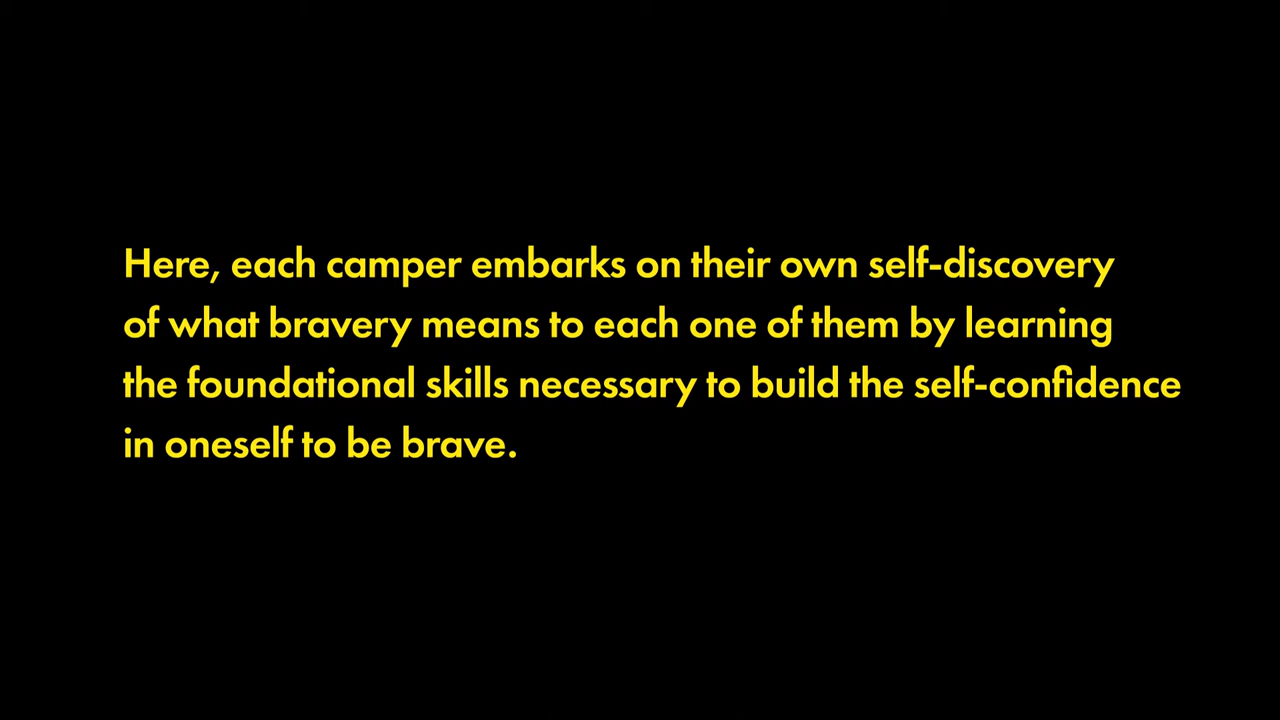 Here, each camper embarks on their own self-discovery
of what bravery means to each one of them by learning
the foundational skills necessary to build the self-confidence
in oneself to be brave.